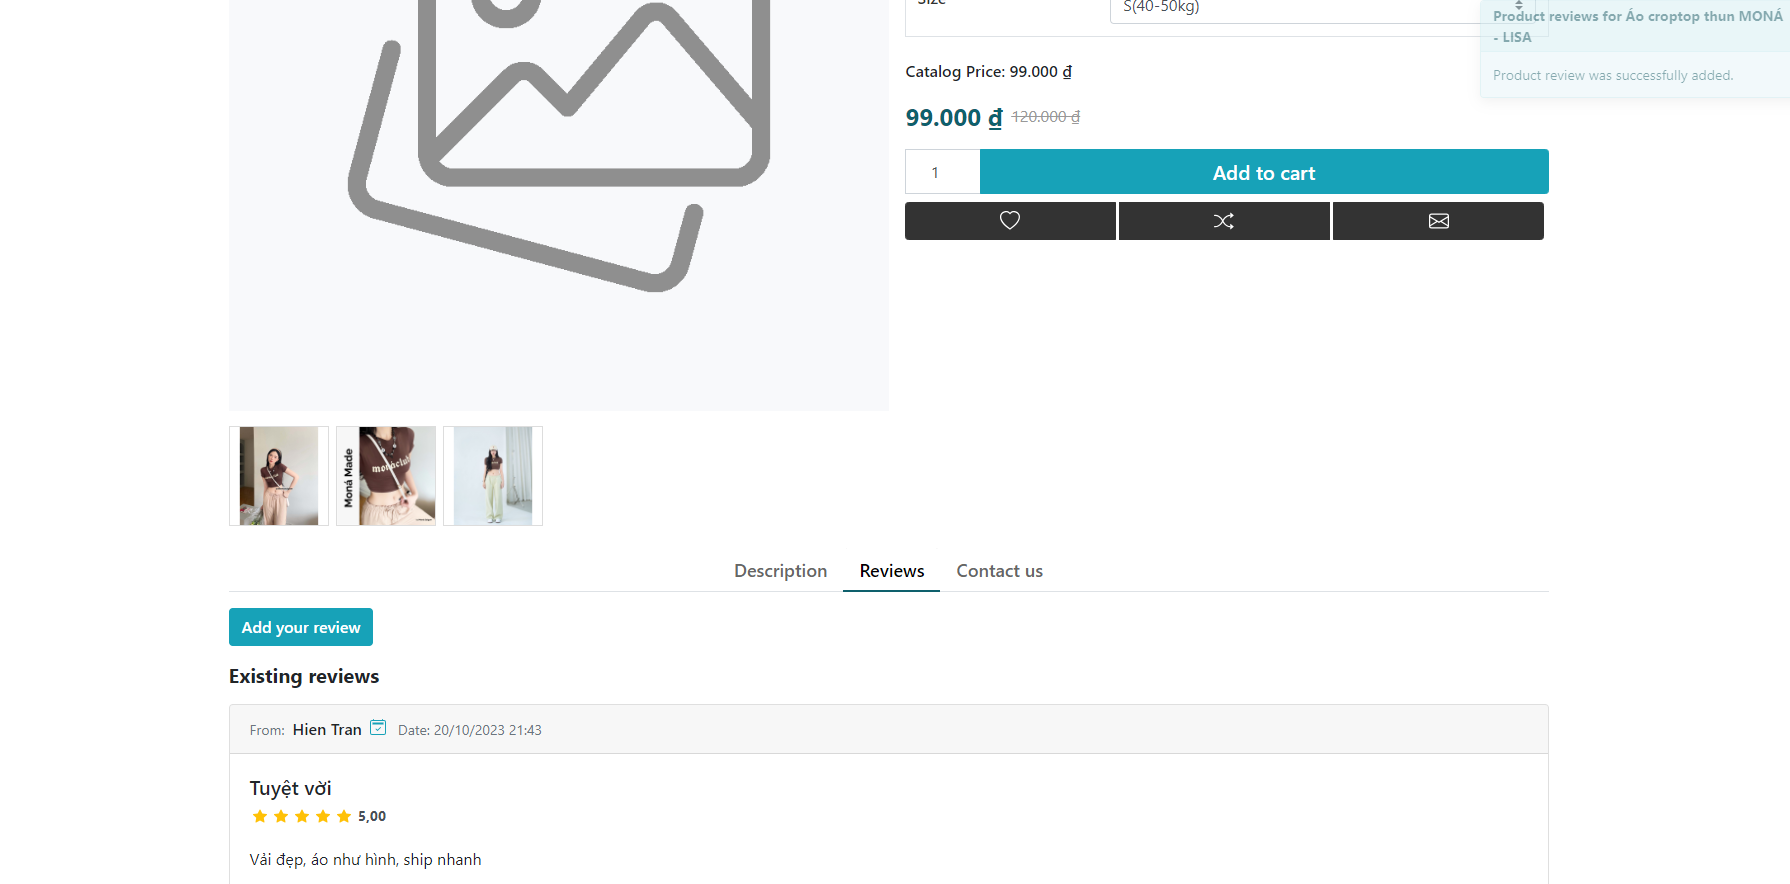 Size
S(40-50kg)
Product reviews for Áo croptop thun MONÁ
- LISA
Product review was successfully added.
Catalog Price: 99.000 ₫
99.000 ₫ 120.000 ₫
1
Add to cart
Moná Made
monaclub
Description
Reviews
Contact us
Add your review
Existing reviews
From: Hien Tran Date: 20/10/2023 21:43
Tuyệt vời
5,00
Vải đẹp, áo như hình, ship nhanh